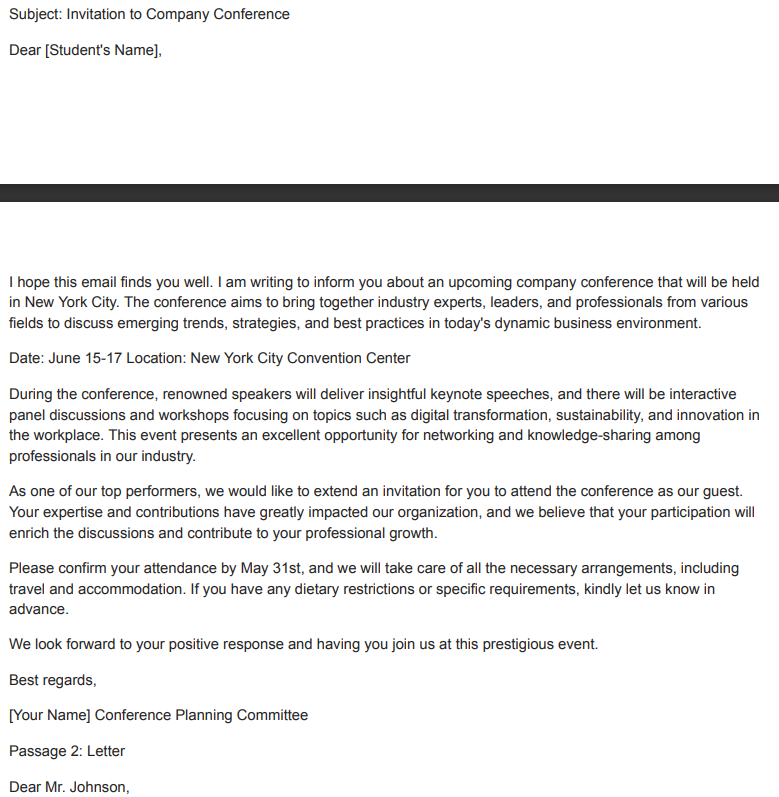 Subject: Invitation to Company Conference
Dear [Student's Name],
I hope this email finds you well. I am writing to inform you about an upcoming company conference that will be held
in New York City. The conference aims to bring together industry experts, leaders, and professionals from various
fields to discuss emerging trends, strategies, and best practices in today's dynamic business environment.
Date: June 15-17 Location: New York City Convention Center
During the conference, renowned speakers will deliver insightful keynote speeches, and there will be interactive
panel discussions and workshops focusing on topics such as digital transformation, sustainability, and innovation in
the workplace. This event presents an excellent opportunity for networking and knowledge-sharing among
professionals in our industry.
As one of our top performers, we would like to extend an invitation for you to attend the conference as our guest.
Your expertise and contributions have greatly impacted our organization, and we believe that your participation will
enrich the discussions and contribute to your professional growth.
Please confirm your attendance by May 31st, and we will take care of all the necessary arrangements, including
travel and accommodation. If you have any dietary restrictions or specific requirements, kindly let us know in
advance.
We look forward to your positive response and having you join us at this prestigious event.
Best regards,
[Your Name] Conference Planning Committee
Passage 2: Letter
Dear Mr. Johnson,